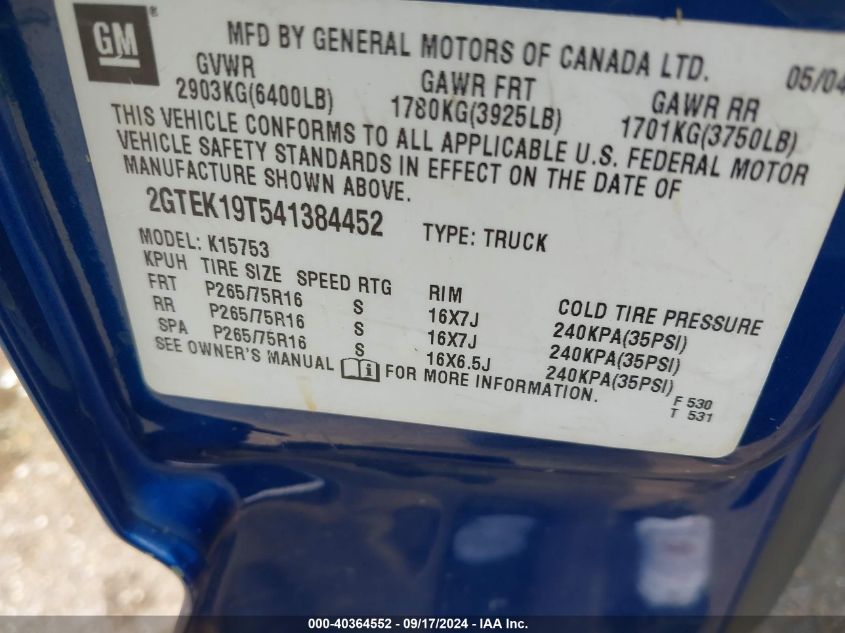 GM ®
MFD BY GENERAL MOTORS OF CANADA LTD.
05/04
GVWR GAWR FRT GAWR RR
2903KG(6400LB) 1780KG(3925LB) 1701KG(3750LB)
THIS VEHICLE CONFORMS TO ALL APPLICABLE U.S. FEDERAL MOTOR
VEHICLE SAFETY STANDARDS IN EFFECT ON THE DATE OF
MANUFACTURE SHOWN ABOVE.
2GTEK19T541384452 TYPE: TRUCK
MODEL: K15753
KPUH TIRE SIZE SPEED RTG RIM COLD TIRE PRESSURE
FRT P265/75R16 S 16X7J 240KPA(35PSI)
RR P265/75R16 S 16X7J 240KPA(35PSI)
SPA P265/75R16 S 16X6.5J 240KPA(35PSI)
SEE OWNER'S MANUAL i FOR MORE INFORMATION.
F 530
T 531
000-40364552 / 09/17/2024 - IAA Inc.